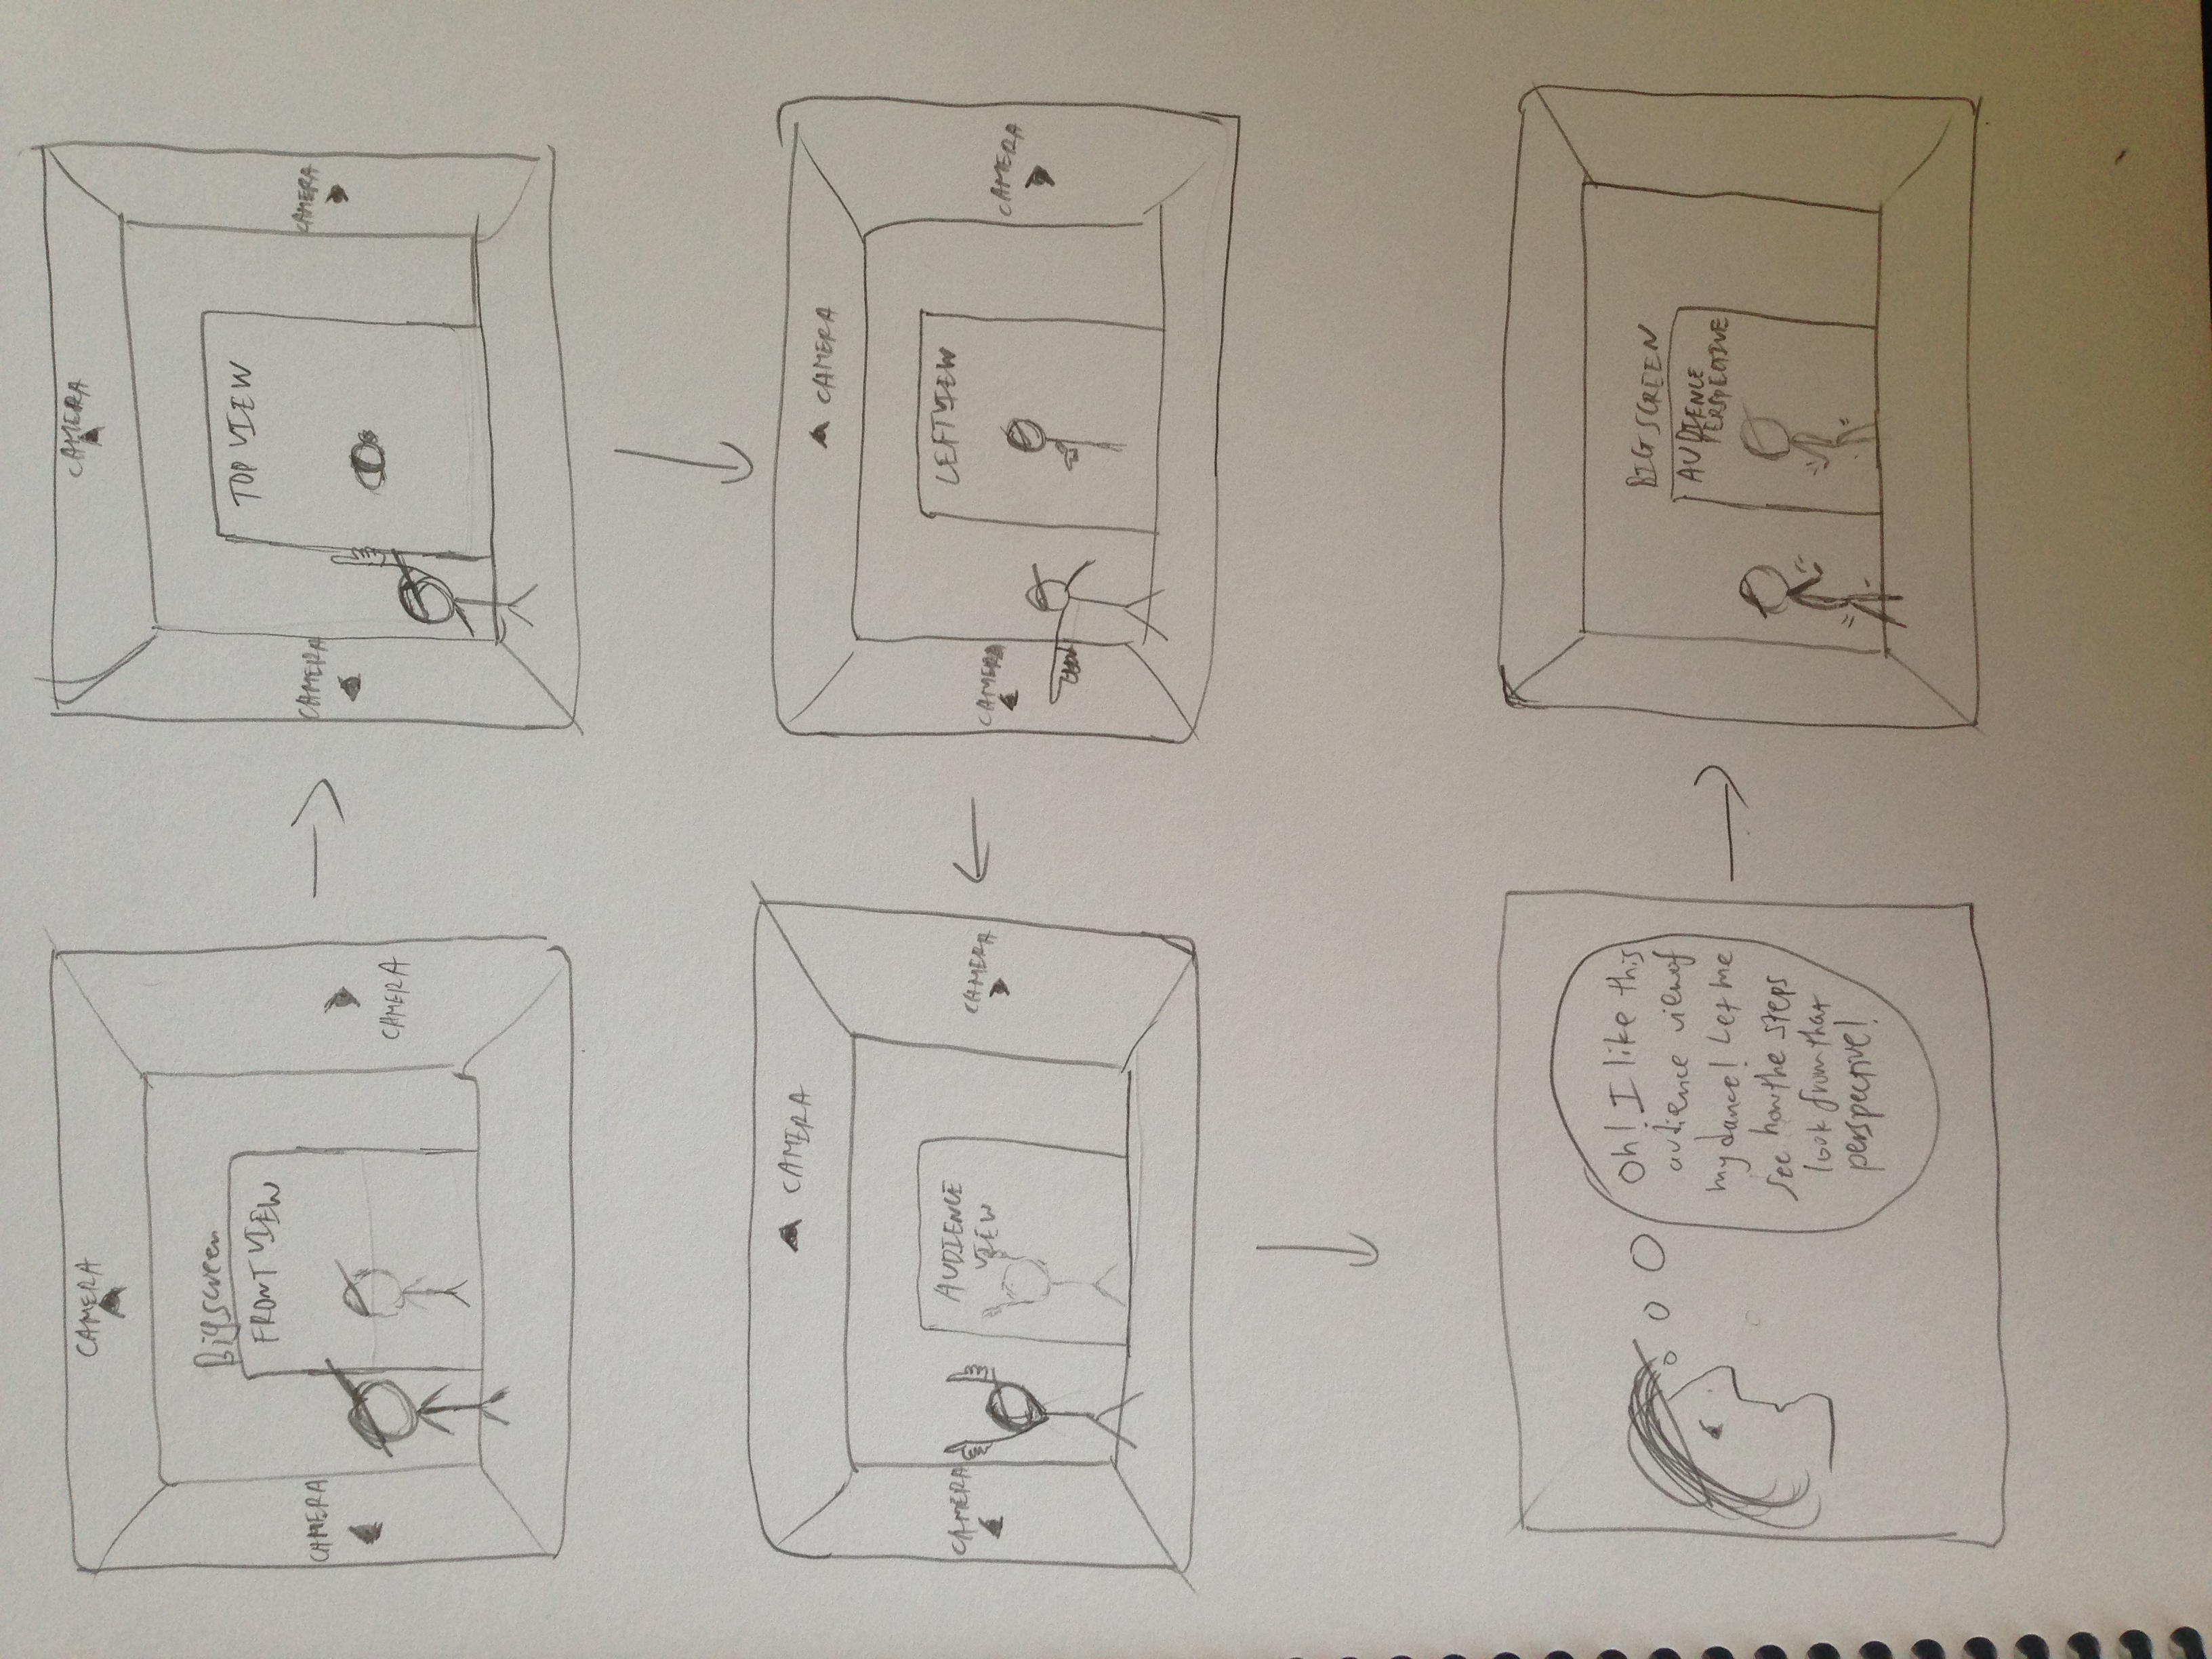 CAMERA
Bigscreen
FRONT VIEW
CAMERA
CAMERA
CAMERA
TOP VIEW
CAMERA
CAMERA
CAMERA
LEFT VIEW
CAMERA
CAMERA
CAMERA
AUDIENCE
VIEW
CAMERA
CAMERA
Oh! I like this
audience view of
my dance! Let me
see how the steps
look from that
perspective!
BIG SCREEN
AUDIENCE
PERSPECTIVE